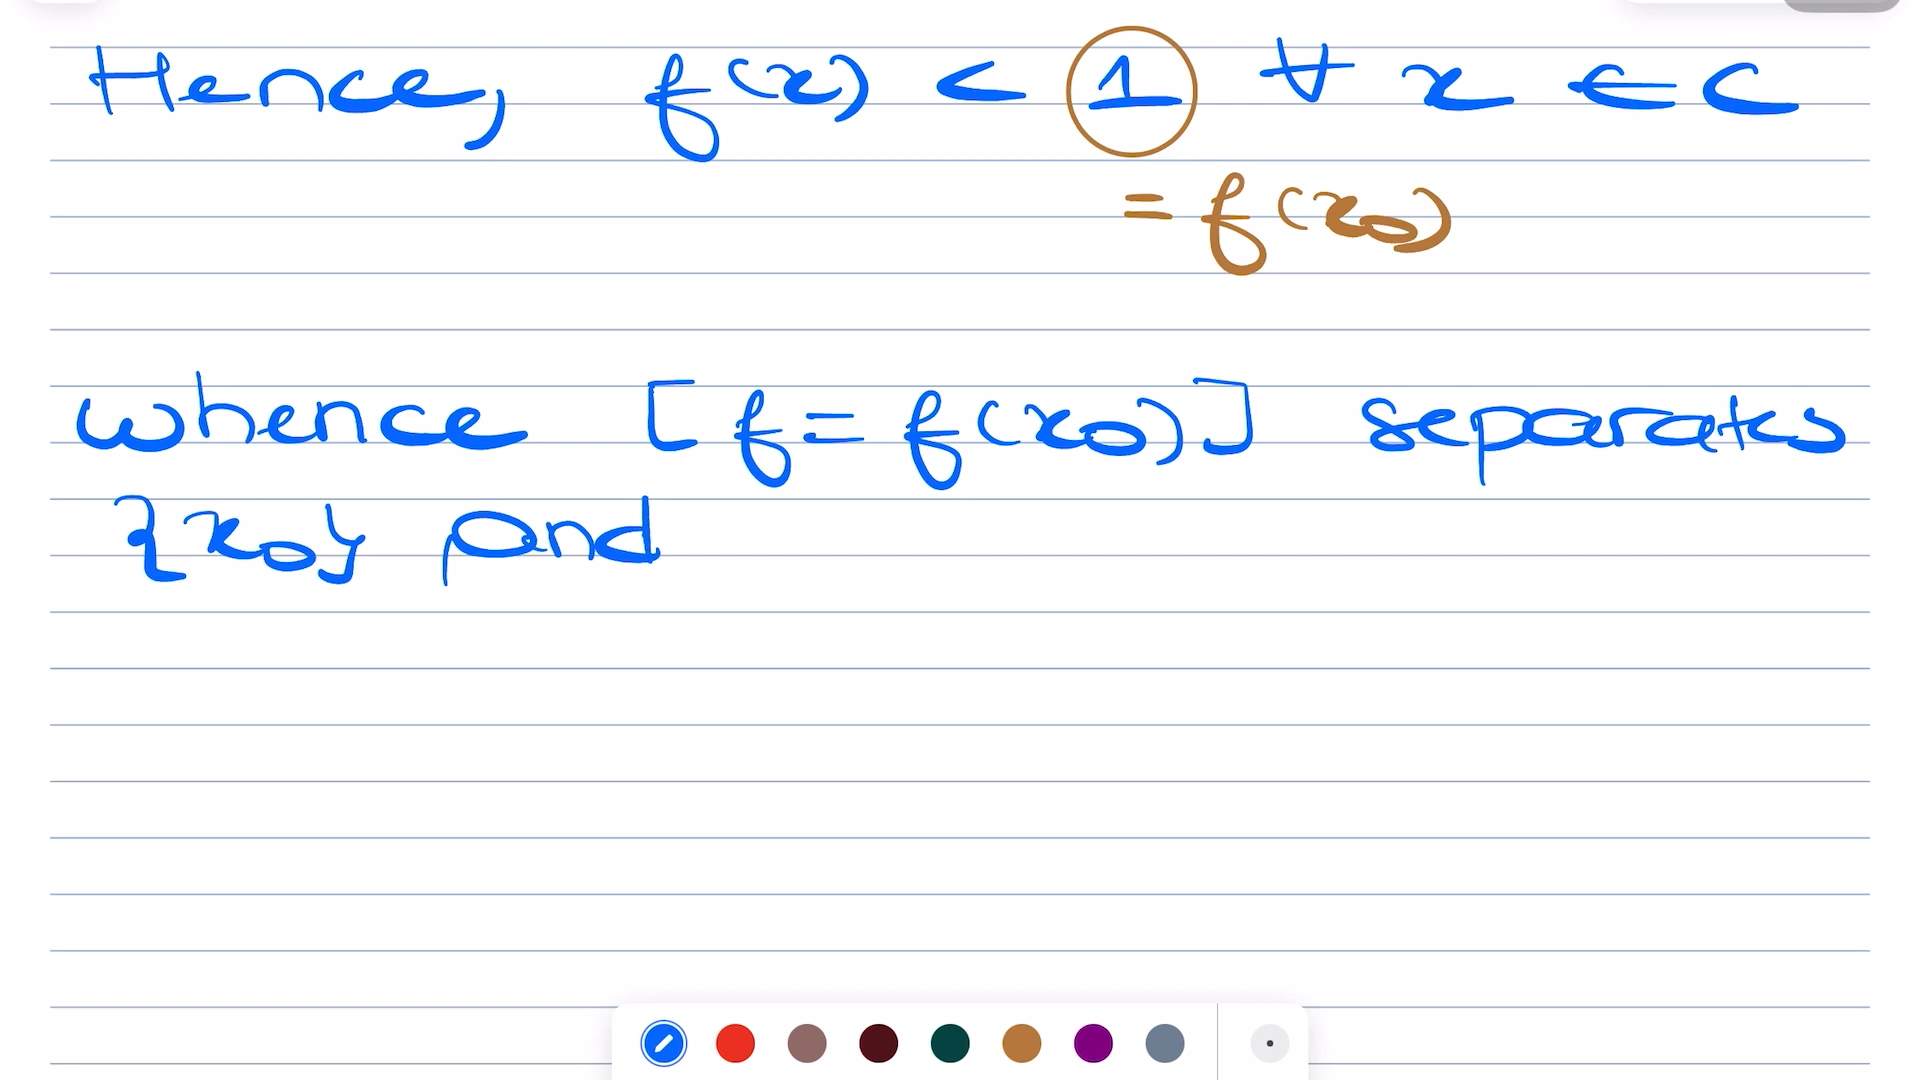 Hence, f(x) < 1 ∀ x ∈ C
= f(x₀)
whence [f = f(x₀)] separates
{x₀} and